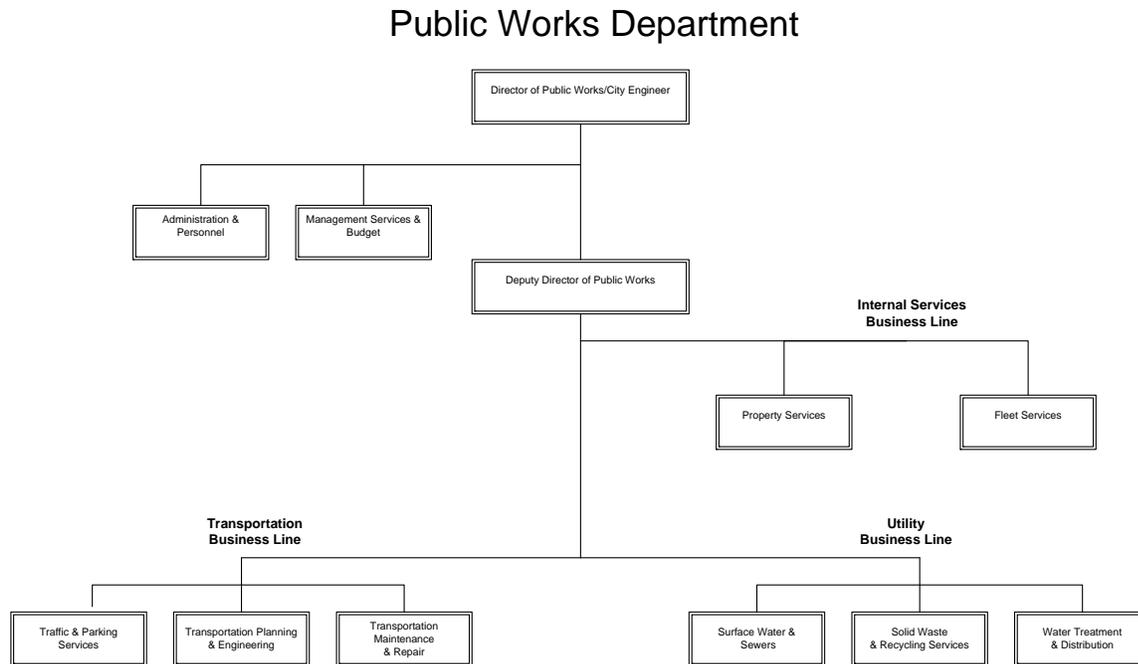 Public Works Department
Director of Public Works/City Engineer
Administration &
Personnel
Management Services &
Budget
Deputy Director of Public Works
Internal Services
Business Line
Property Services
Fleet Services
Transportation
Business Line
Utility
Business Line
Traffic & Parking
Services
Transportation Planning
& Engineering
Transportation
Maintenance
& Repair
Surface Water &
Sewers
Solid Waste
& Recycling Services
Water Treatment
& Distribution